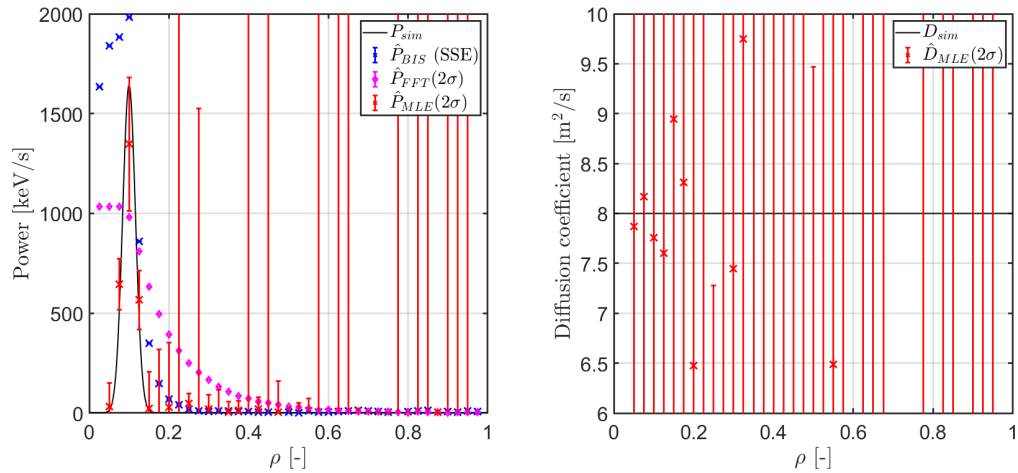 2000
1500
1000
500
0
Power [keV/s]
0 0.2 0.4 0.6 0.8 1
ρ [-]
P_sim
P̂_BIS (SSE)
P̂_FFT(2σ)
P̂_MLE(2σ)
10
9.5
9
8.5
8
7.5
7
6.5
6
Diffusion coefficient [m²/s]
0 0.2 0.4 0.6 0.8 1
ρ [-]
D_sim
D̂_MLE(2σ)